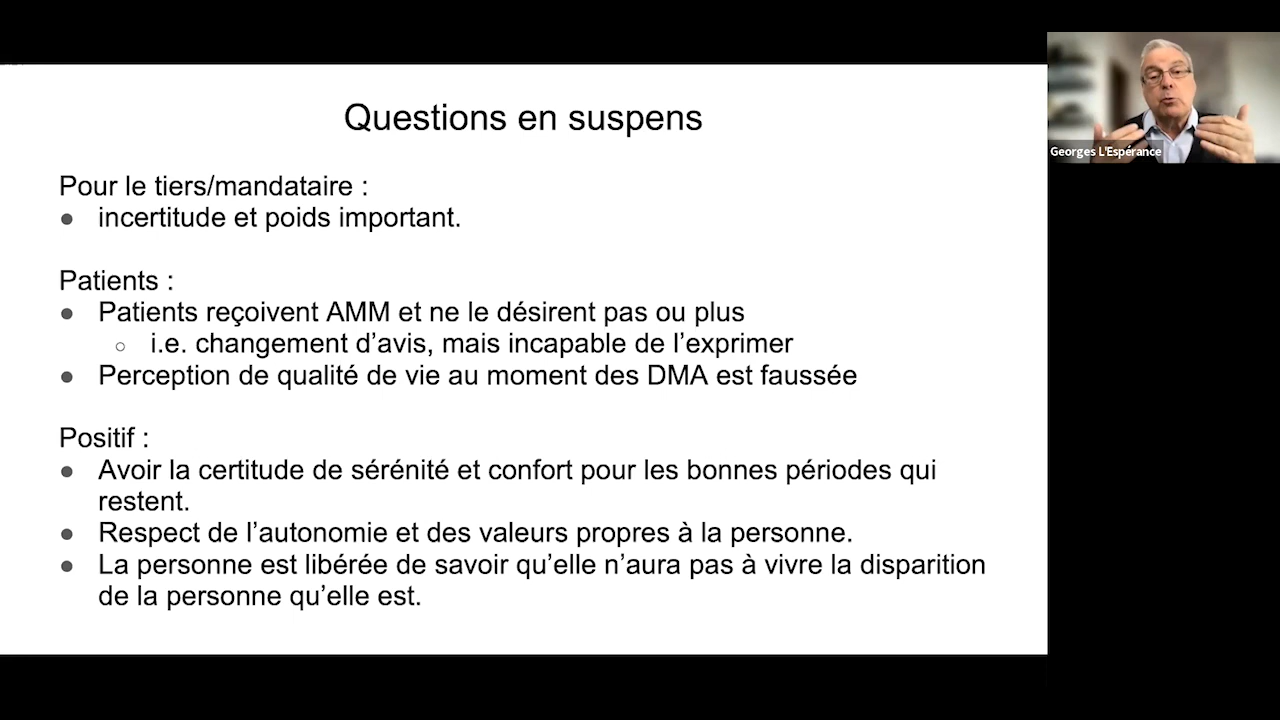 Questions en suspens
Georges L'Espérance
Pour le tiers/mandataire :
● incertitude et poids important.
Patients :
● Patients reçoivent AMM et ne le désirent pas ou plus
○ i.e. changement d’avis, mais incapable de l’exprimer
● Perception de qualité de vie au moment des DMA est faussée
Positif :
● Avoir la certitude de sérénité et confort pour les bonnes périodes qui
restent.
● Respect de l’autonomie et des valeurs propres à la personne.
● La personne est libérée de savoir qu’elle n’aura pas à vivre la disparition
de la personne qu’elle est.